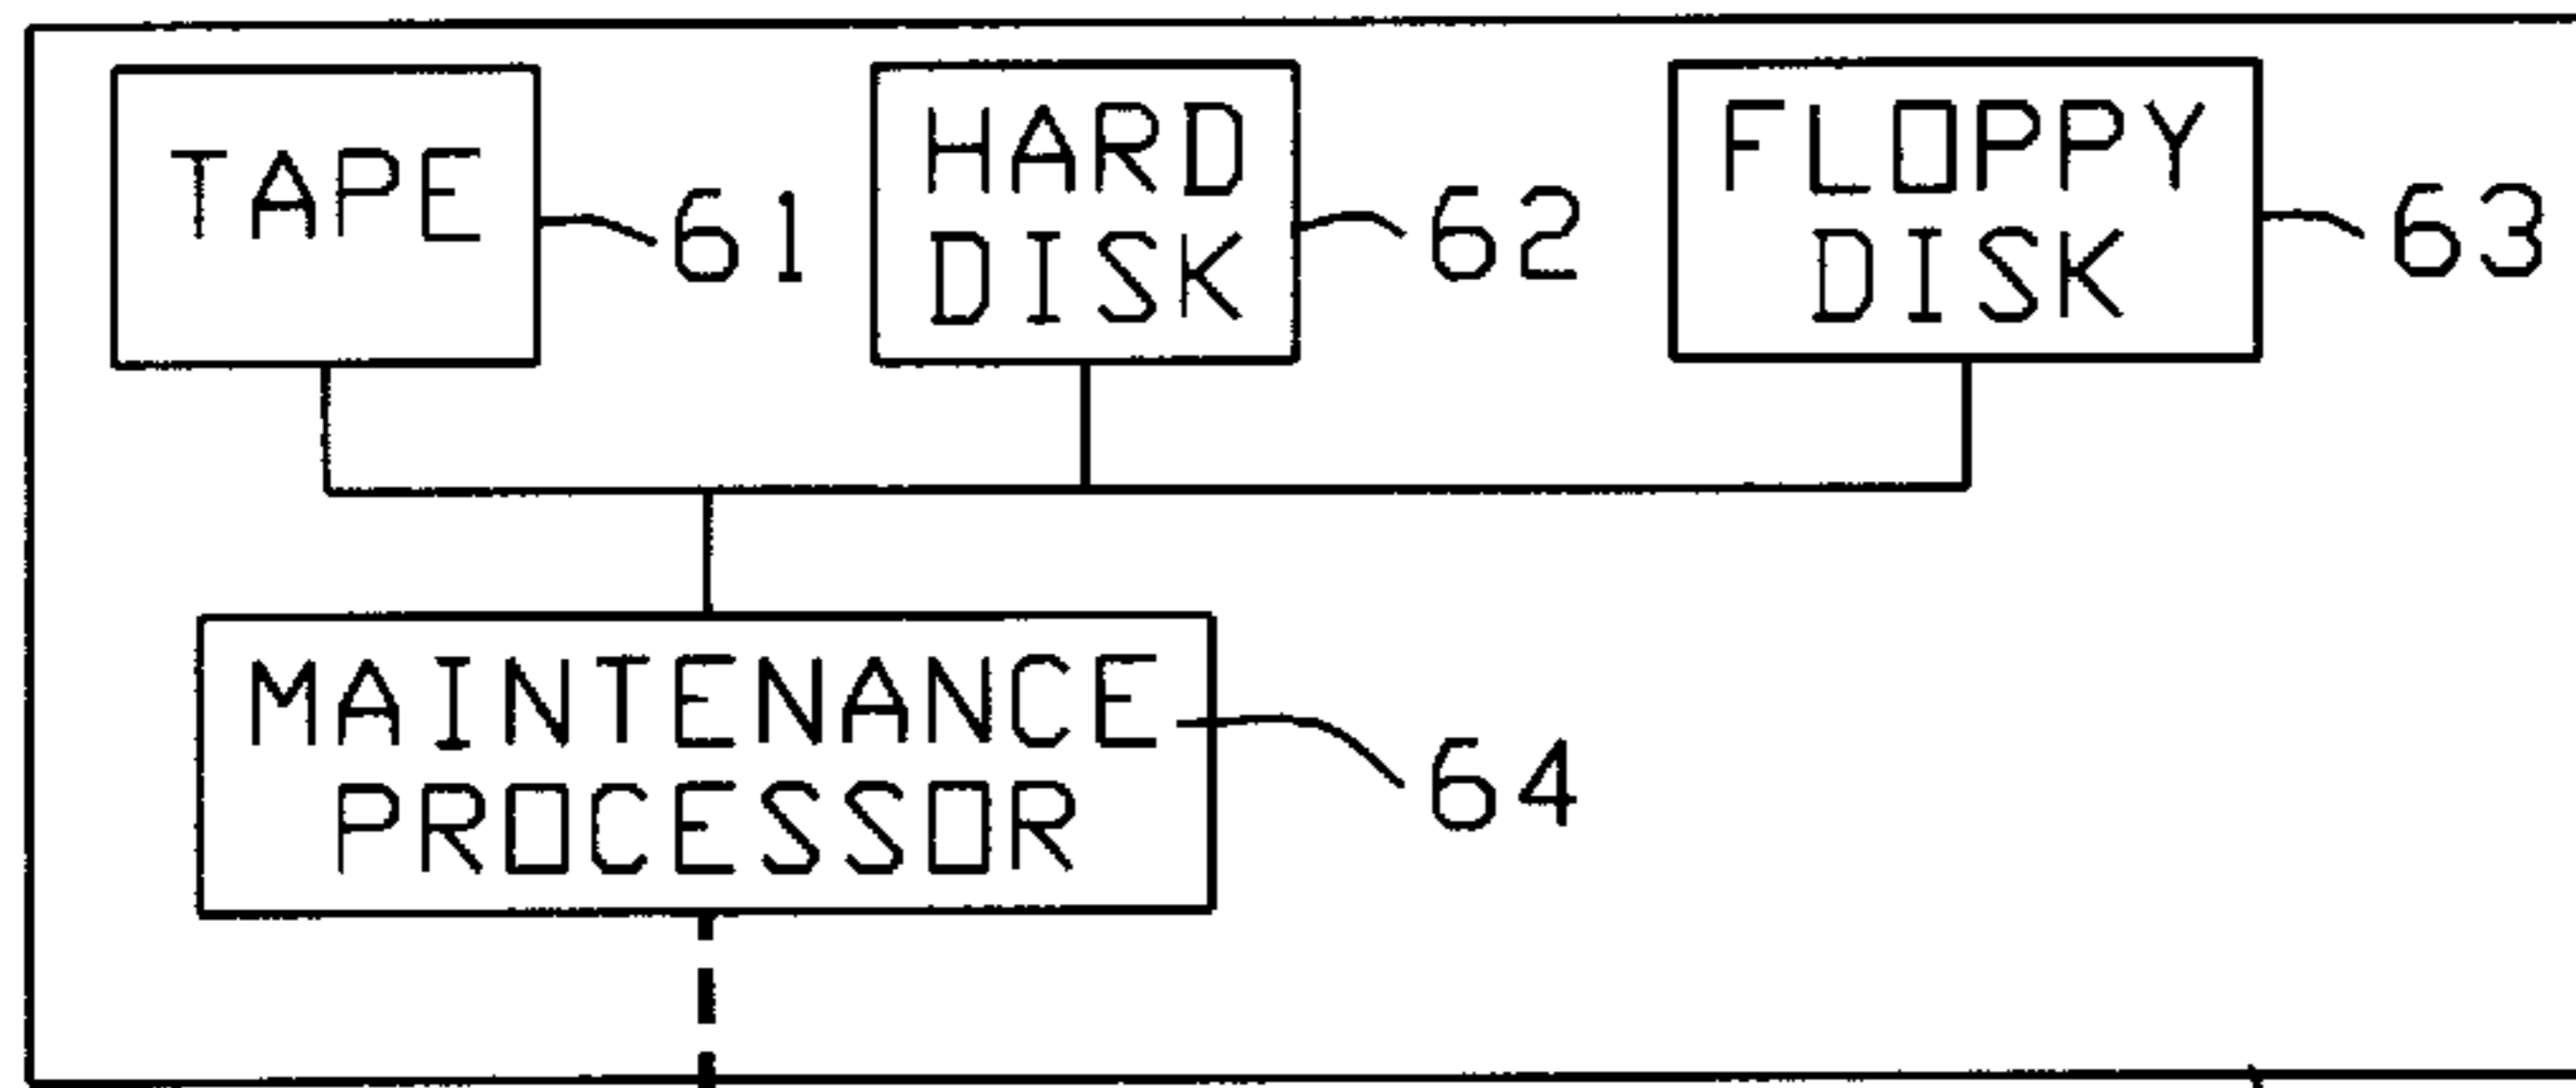 TAPE
61
HARD
DISK
62
FLOPPY
DISK
63
MAINTENANCE
PROCESSOR
64